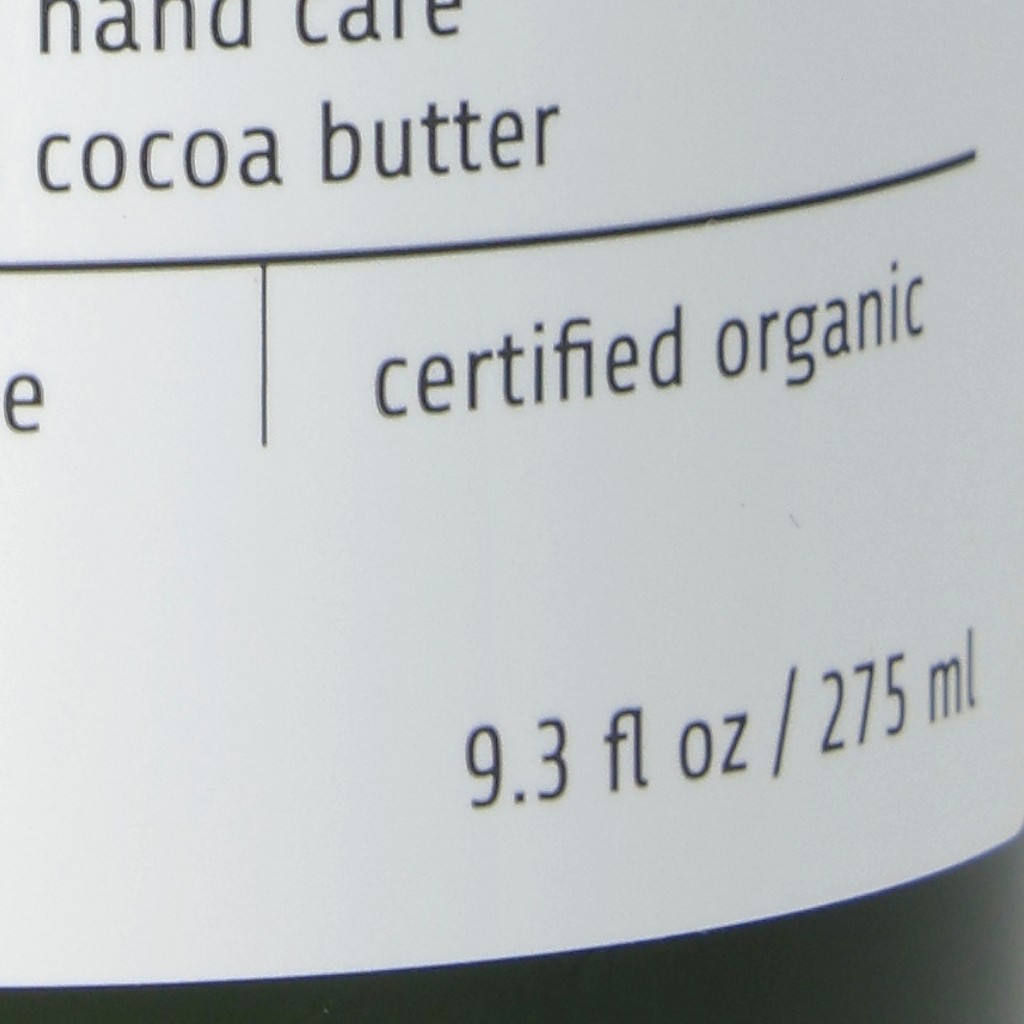 hand care
cocoa butter
e
certified organic
9.3 fl oz / 275 ml